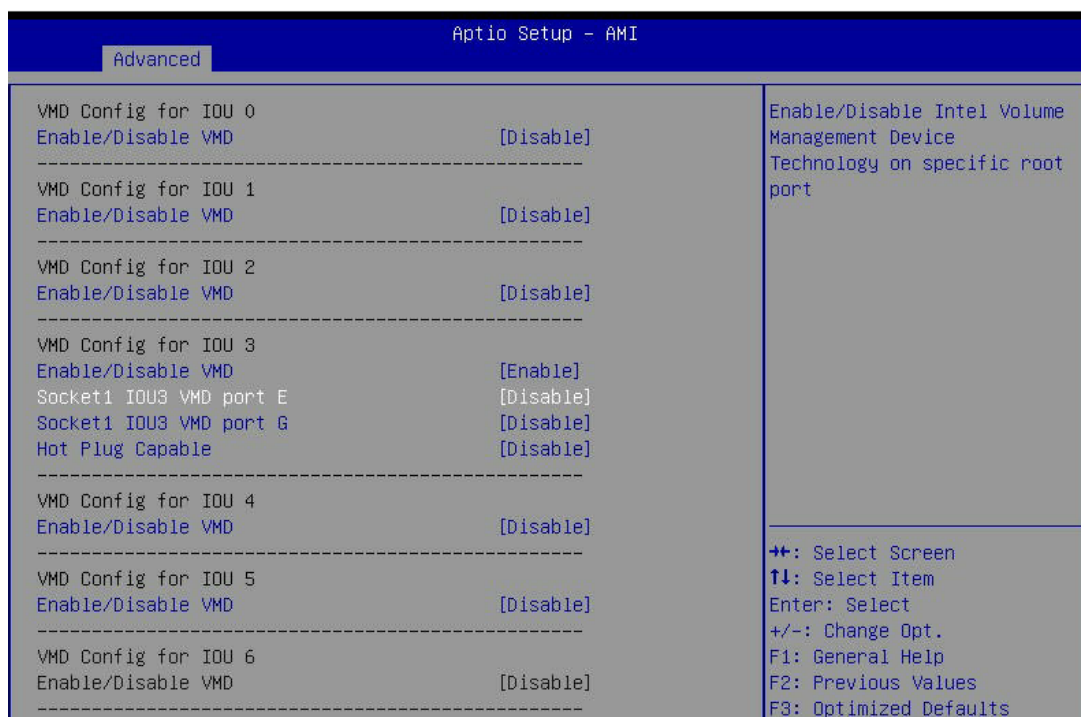 Aptio Setup – AMI
Advanced
VMD Config for IOU 0
Enable/Disable VMD [Disable]
VMD Config for IOU 1
Enable/Disable VMD [Disable]
VMD Config for IOU 2
Enable/Disable VMD [Disable]
VMD Config for IOU 3
Enable/Disable VMD [Enable]
Socket1 IOU3 VMD port E [Disable]
Socket1 IOU3 VMD port G [Disable]
Hot Plug Capable [Disable]
VMD Config for IOU 4
Enable/Disable VMD [Disable]
VMD Config for IOU 5
Enable/Disable VMD [Disable]
VMD Config for IOU 6
Enable/Disable VMD [Disable]
Enable/Disable Intel Volume
Management Device
Technology on specific root
port
→←: Select Screen
↑↓: Select Item
Enter: Select
+/-: Change Opt.
F1: General Help
F2: Previous Values
F3: Optimized Defaults